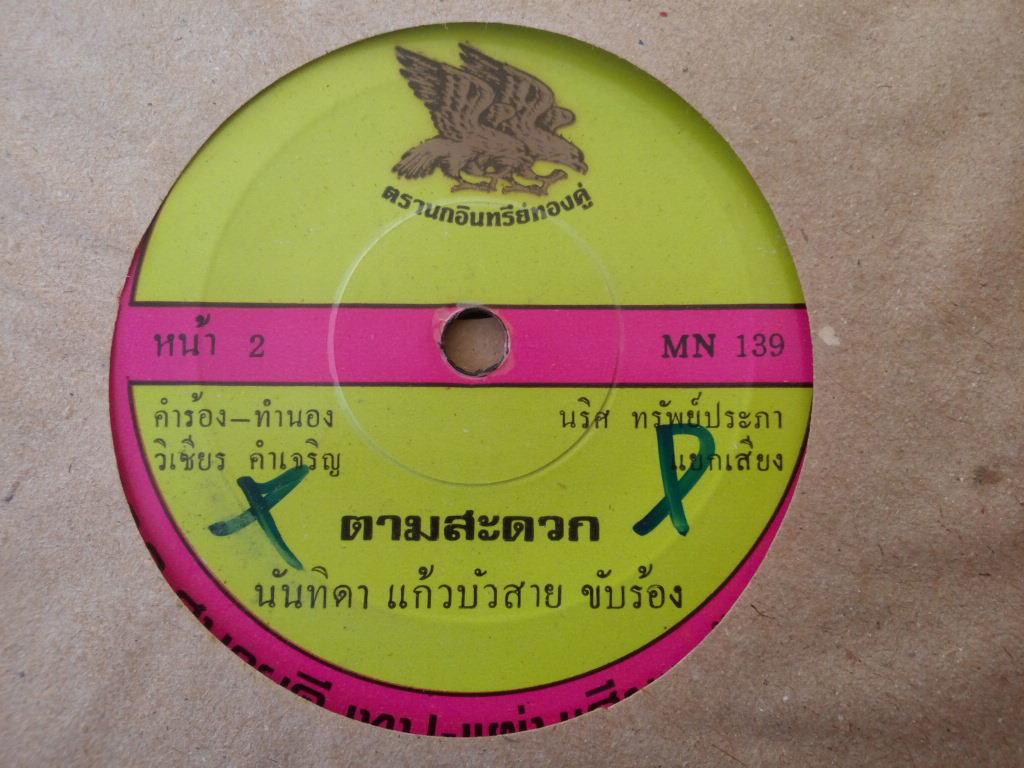 ตรานกอินทรีย์ทองคู่
หน้า 2
MN 139
คำร้อง-ทำนอง
วิเชียร คำเจริญ
นริศ ทรัพย์ประภา
แยกเสียง
ตามสะดวก
นันทิดา แก้วบัวสาย ขับร้อง